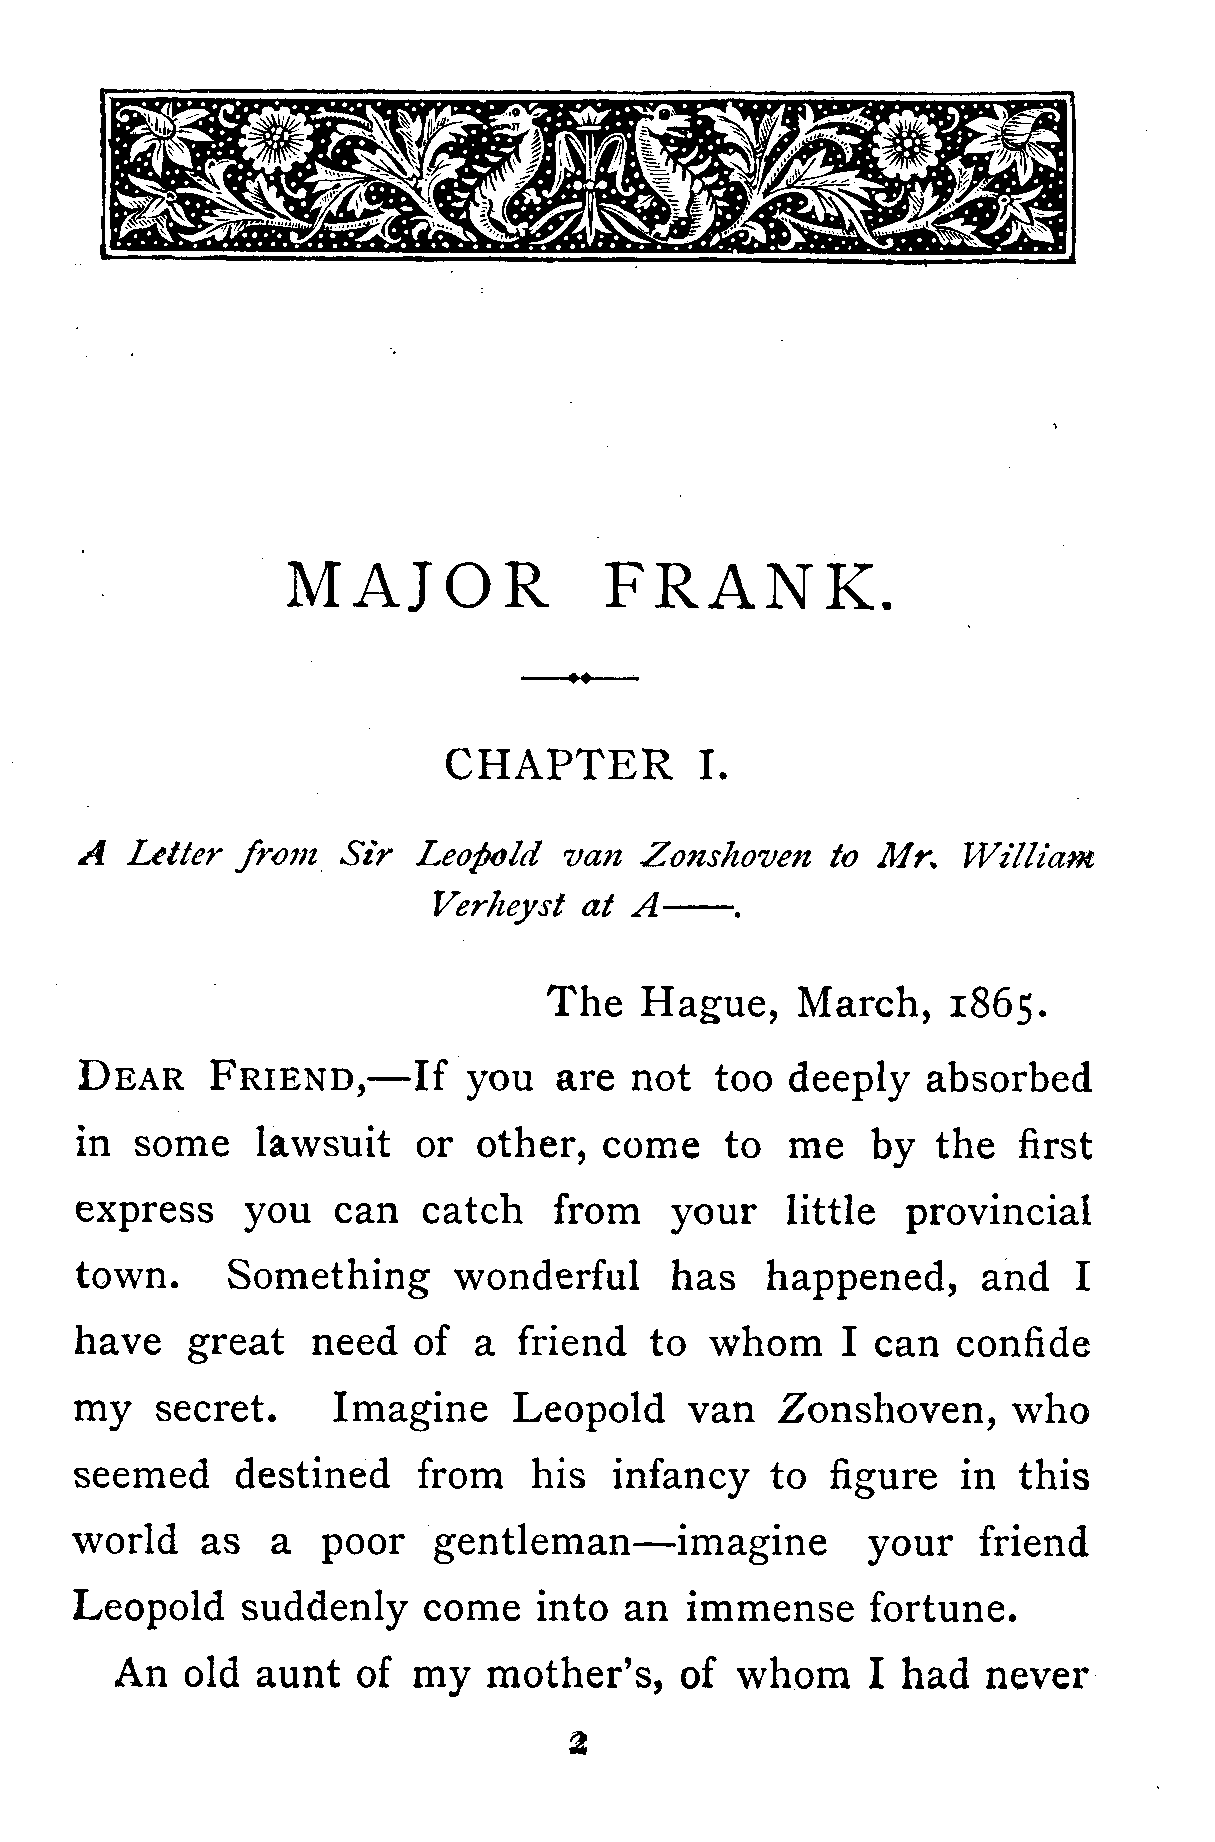 MAJOR FRANK.
CHAPTER I.
A Letter from Sir Leopold van Zonshoven to Mr. William
Verheyst at A——.
The Hague, March, 1865.
DEAR FRIEND,—If you are not too deeply absorbed
in some lawsuit or other, come to me by the first
express you can catch from your little provincial
town. Something wonderful has happened, and I
have great need of a friend to whom I can confide
my secret. Imagine Leopold van Zonshoven, who
seemed destined from his infancy to figure in this
world as a poor gentleman—imagine your friend
Leopold suddenly come into an immense fortune.
An old aunt of my mother's, of whom I had never
2